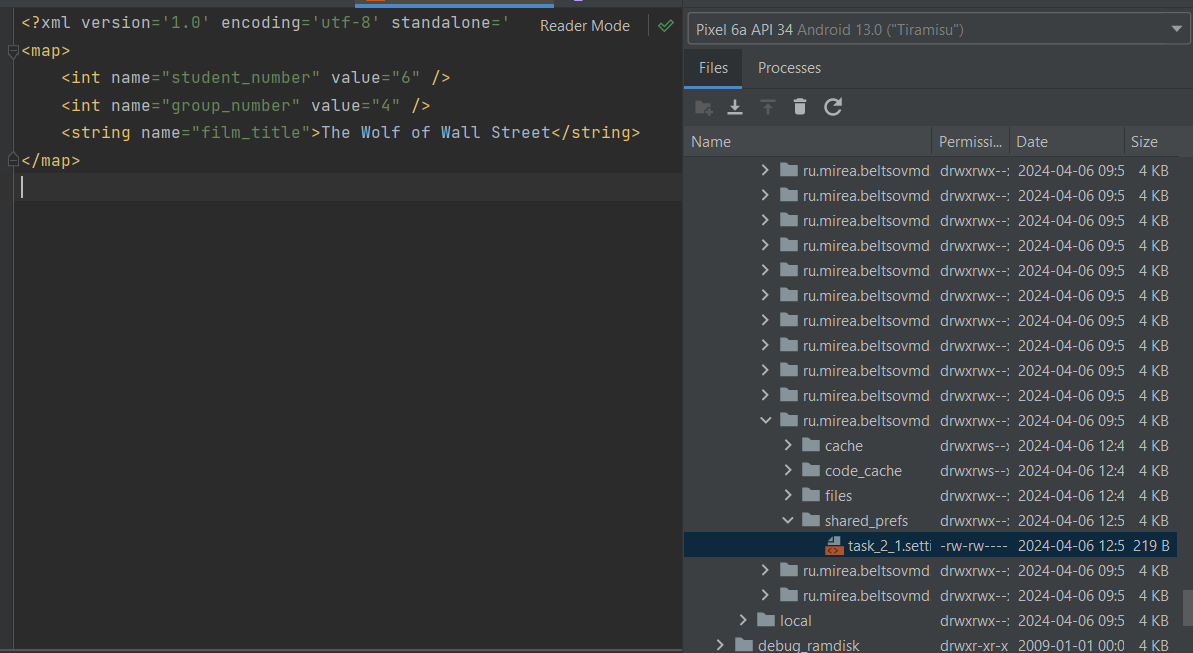 <?xml version='1.0' encoding='utf-8' standalone='
Reader Mode
<map>
<int name="student_number" value="6" />
<int name="group_number" value="4" />
<string name="film_title">The Wolf of Wall Street</string>
</map>
Pixel 6a API 34 Android 13.0 ("Tiramisu")
Files Processes
Name Permissi... Date Size
ru.mirea.beltsovmd drwxrwx--: 2024-04-06 09:5 4 KB
ru.mirea.beltsovmd drwxrwx--: 2024-04-06 09:5 4 KB
ru.mirea.beltsovmd drwxrwx--: 2024-04-06 09:5 4 KB
ru.mirea.beltsovmd drwxrwx--: 2024-04-06 09:5 4 KB
ru.mirea.beltsovmd drwxrwx--: 2024-04-06 09:5 4 KB
ru.mirea.beltsovmd drwxrwx--: 2024-04-06 09:5 4 KB
ru.mirea.beltsovmd drwxrwx--: 2024-04-06 09:5 4 KB
ru.mirea.beltsovmd drwxrwx--: 2024-04-06 09:5 4 KB
ru.mirea.beltsovmd drwxrwx--: 2024-04-06 09:5 4 KB
ru.mirea.beltsovmd drwxrwx--: 2024-04-06 09:5 4 KB
ru.mirea.beltsovmd drwxrwx--: 2024-04-06 09:5 4 KB
cache drwxrws--x 2024-04-06 12:4 4 KB
code_cache drwxrws--x 2024-04-06 12:4 4 KB
files drwxrwx--: 2024-04-06 12:4 4 KB
shared_prefs drwxrwx--: 2024-04-06 12:5 4 KB
task_2_1.setti -rw-rw---- 2024-04-06 12:5 219 B
ru.mirea.beltsovmd drwxrwx--: 2024-04-06 09:5 4 KB
ru.mirea.beltsovmd drwxrwx--: 2024-04-06 09:5 4 KB
local drwxrwx--: 2024-04-06 09:5 4 KB
debug_ramdisk drwxr-xr-x 2009-01-01 00:0 4 KB